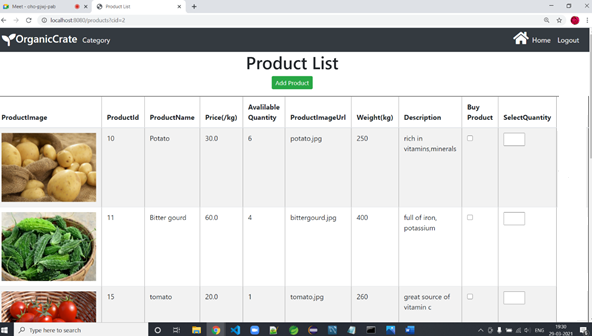 Meet - oho-pjwj-pab
Product List
localhost:8080/products?cid=2
OrganicCrate Category Home Logout
Product List
Add Product
ProductImage ProductId ProductName Price(/kg) Avalilable Quantity ProductImageUrl Weight(kg) Description Buy Product SelectQuantity
10 Potato 30.0 6 potato.jpg 250 rich in vitamins,minerals
11 Bitter gourd 60.0 4 bittergourd.jpg 400 full of iron, potassium
15 tomato 20.0 1 tomato.jpg 260 great source of vitamin c
Type here to search
ENG
19:30
29-03-2021